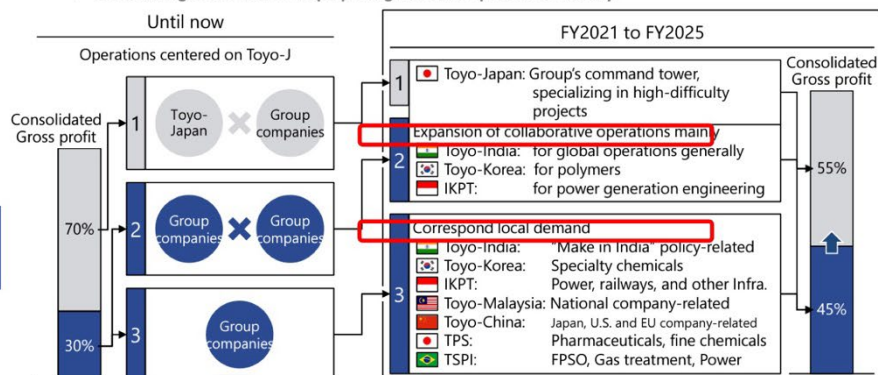 Until now
Operations centered on Toyo-J
Consolidated
Gross profit
70%
30%
1
Toyo-
Japan
Group
companies
2
Group
companies
Group
companies
3
Group
companies
FY2021 to FY2025
1
Toyo-Japan: Group's command tower,
specializing in high-difficulty
projects
2
Expansion of collaborative operations mainly
Toyo-India: for global operations generally
Toyo-Korea: for polymers
IKPT: for power generation engineering
3
Correspond local demand
Toyo-India: "Make in India" policy-related
Toyo-Korea: Specialty chemicals
IKPT: Power, railways, and other Infra.
Toyo-Malaysia: National company-related
Toyo-China: Japan, U.S. and EU company-related
TPS: Pharmaceuticals, fine chemicals
TSPI: FPSO, Gas treatment, Power
Consolidated
Gross profit
55%
45%